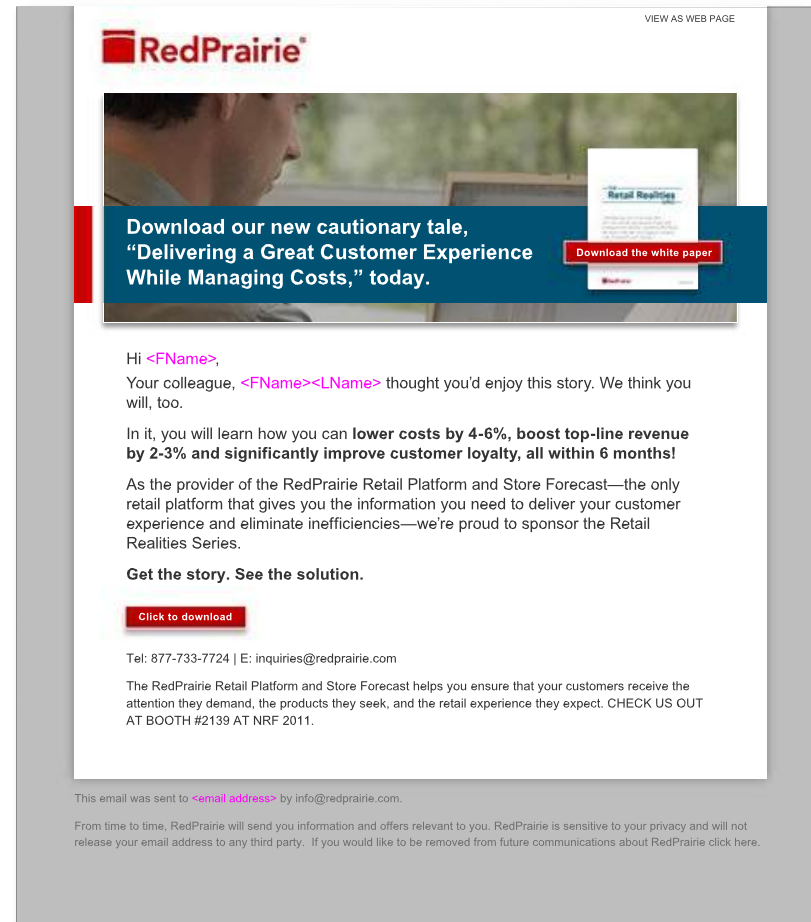 VIEW AS WEB PAGE
RedPrairie®
Retail Realities
Download our new cautionary tale,
“Delivering a Great Customer Experience
While Managing Costs,” today.
Download the white paper
RedPrairie
Hi <FName>,
Your colleague, <FName><LName> thought you’d enjoy this story. We think you
will, too.
In it, you will learn how you can lower costs by 4-6%, boost top-line revenue
by 2-3% and significantly improve customer loyalty, all within 6 months!
As the provider of the RedPrairie Retail Platform and Store Forecast—the only
retail platform that gives you the information you need to deliver your customer
experience and eliminate inefficiencies—we’re proud to sponsor the Retail
Realities Series.
Get the story. See the solution.
Click to download
Tel: 877-733-7724 | E: inquiries@redprairie.com
The RedPrairie Retail Platform and Store Forecast helps you ensure that your customers receive the
attention they demand, the products they seek, and the retail experience they expect. CHECK US OUT
AT BOOTH #2139 AT NRF 2011.
This email was sent to <email address> by info@redprairie.com.
From time to time, RedPrairie will send you information and offers relevant to you. RedPrairie is sensitive to your privacy and will not
release your email address to any third party.  If you would like to be removed from future communications about RedPrairie click here.